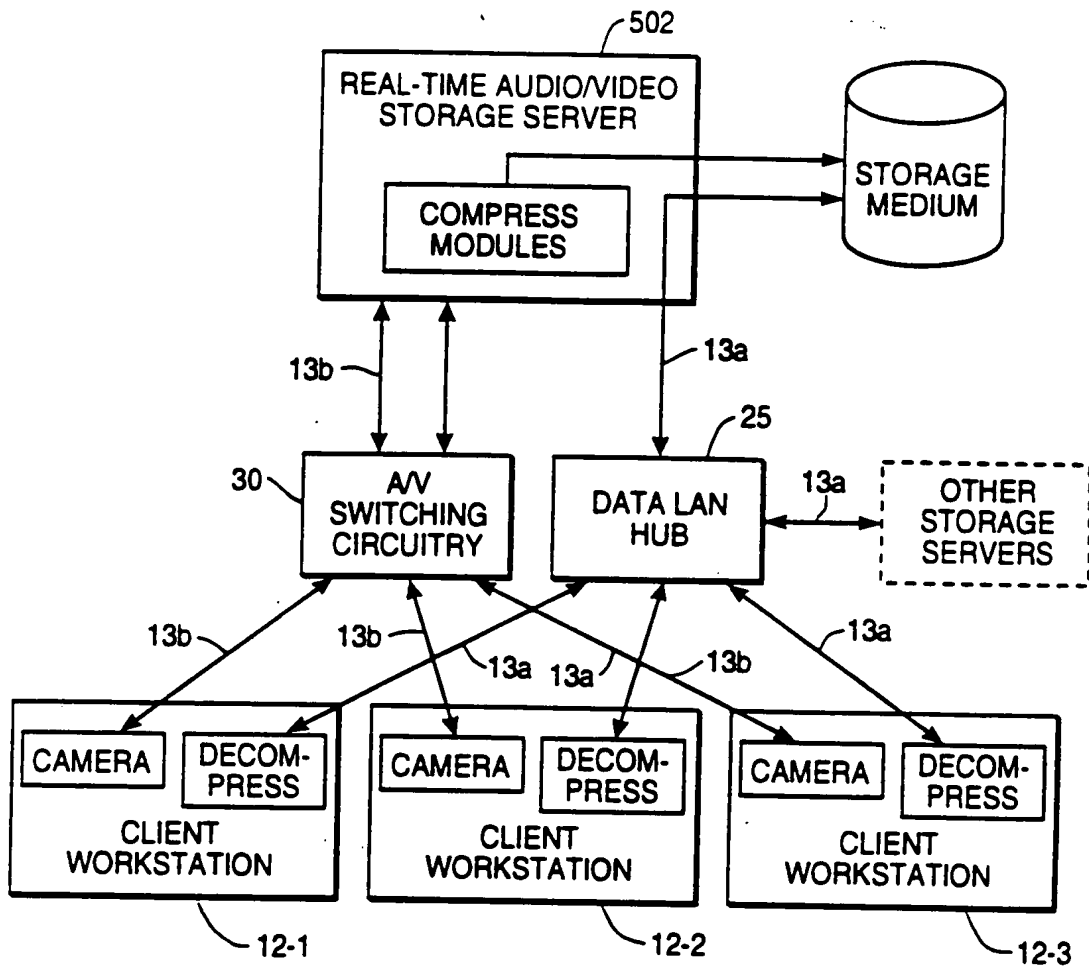 502
REAL-TIME AUDIO/VIDEO
STORAGE SERVER
COMPRESS
MODULES
STORAGE
MEDIUM
13b
13a
25
30
A/V
SWITCHING
CIRCUITRY
DATA LAN
HUB
13a
OTHER
STORAGE
SERVERS
13b
13b
13a
13a
13b
13a
CAMERA
DECOM-
PRESS
CLIENT
WORKSTATION
CAMERA
DECOM-
PRESS
CLIENT
WORKSTATION
CAMERA
DECOM-
PRESS
CLIENT
WORKSTATION
12-1
12-2
12-3